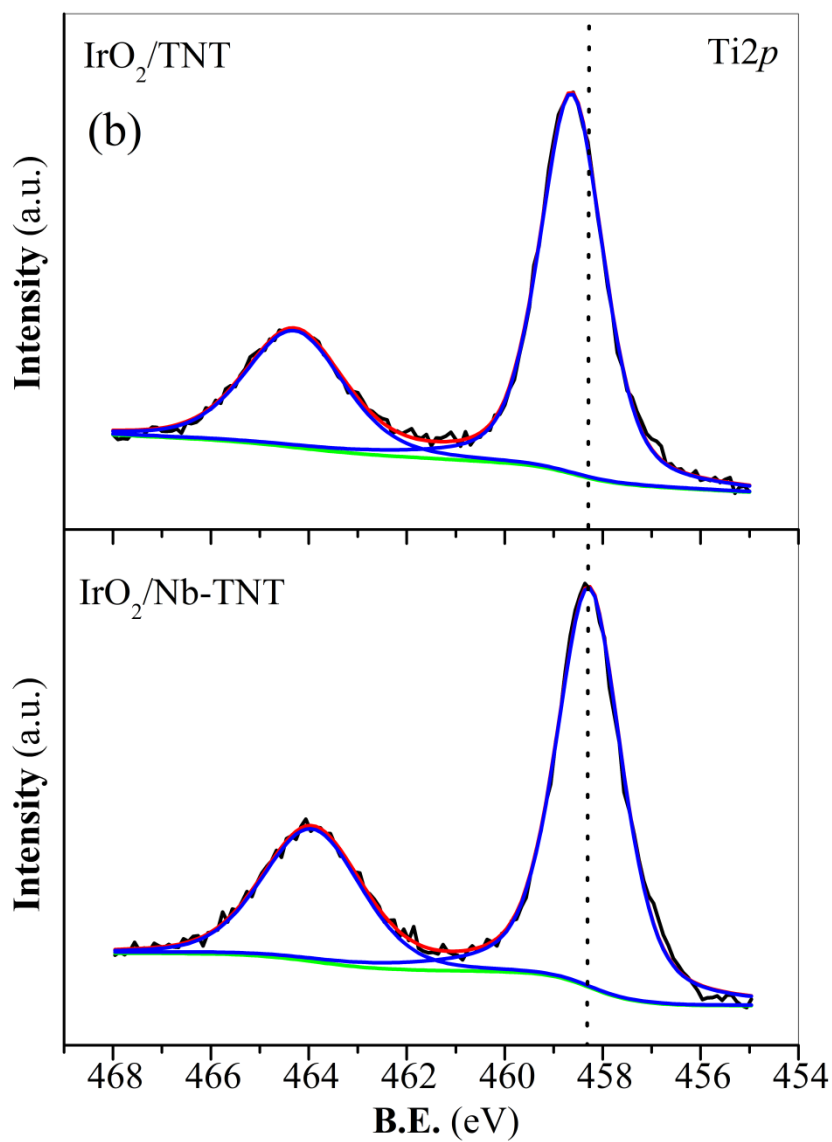 IrO2/TNT
Ti2p
(b)
Intensity (a.u.)
IrO2/Nb-TNT
Intensity (a.u.)
468 466 464 462 460 458 456 454
B.E. (eV)